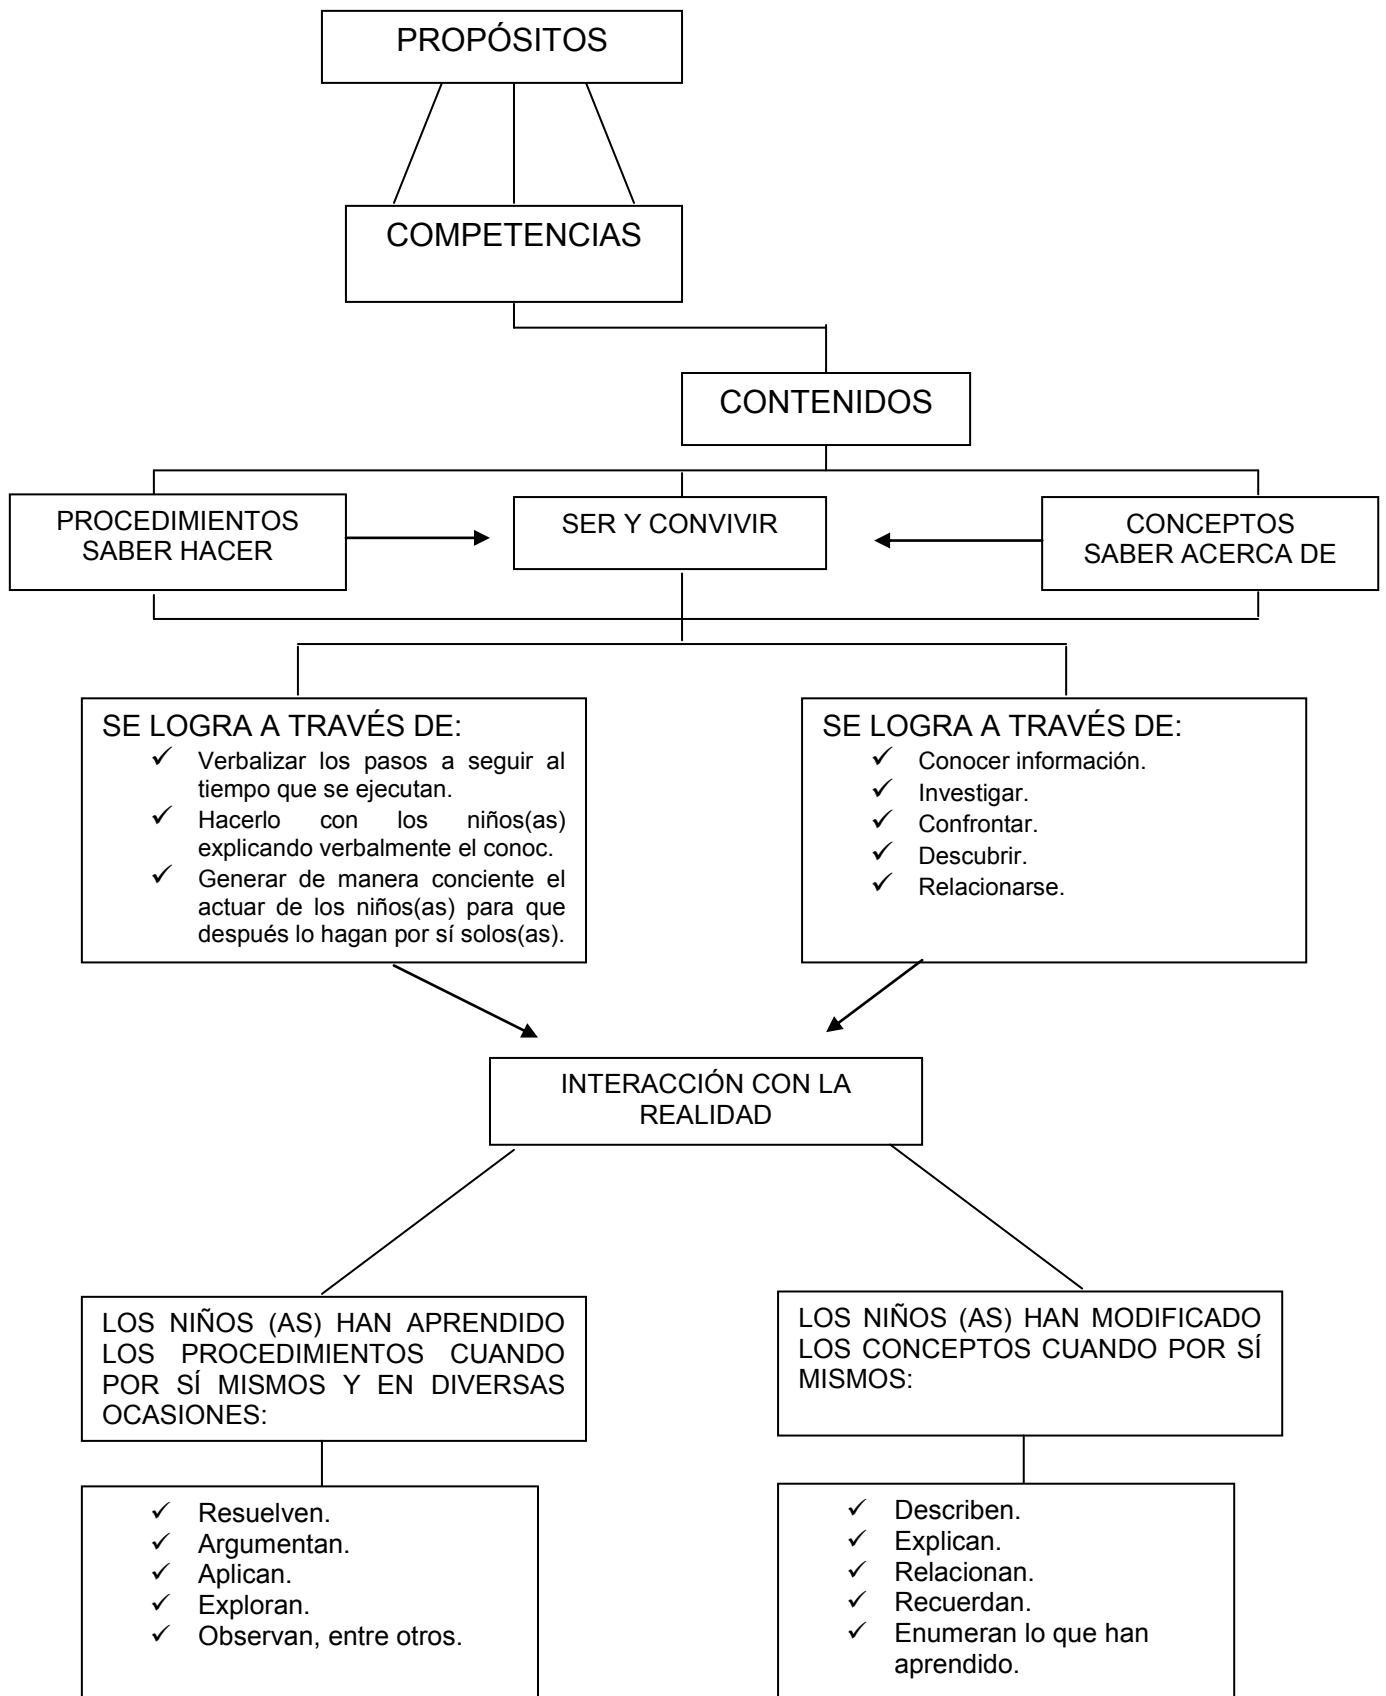 PROPÓSITOS
COMPETENCIAS
CONTENIDOS
PROCEDIMIENTOS
SABER HACER
SER Y CONVIVIR
CONCEPTOS
SABER ACERCA DE
SE LOGRA A TRAVÉS DE:
✓ Verbalizar los pasos a seguir al
tiempo que se ejecutan.
✓ Hacerlo con los niños(as)
explicando verbalmente el conoc.
✓ Generar de manera conciente el
actuar de los niños(as) para que
después lo hagan por sí solos(as).
SE LOGRA A TRAVÉS DE:
✓ Conocer información.
✓ Investigar.
✓ Confrontar.
✓ Descubrir.
✓ Relacionarse.
INTERACCIÓN CON LA
REALIDAD
LOS NIÑOS (AS) HAN APRENDIDO
LOS PROCEDIMIENTOS CUANDO
POR SÍ MISMOS Y EN DIVERSAS
OCASIONES:
LOS NIÑOS (AS) HAN MODIFICADO
LOS CONCEPTOS CUANDO POR SÍ
MISMOS:
✓ Resuelven.
✓ Argumentan.
✓ Aplican.
✓ Exploran.
✓ Observan, entre otros.
✓ Describen.
✓ Explican.
✓ Relacionan.
✓ Recuerdan.
✓ Enumeran lo que han
aprendido.